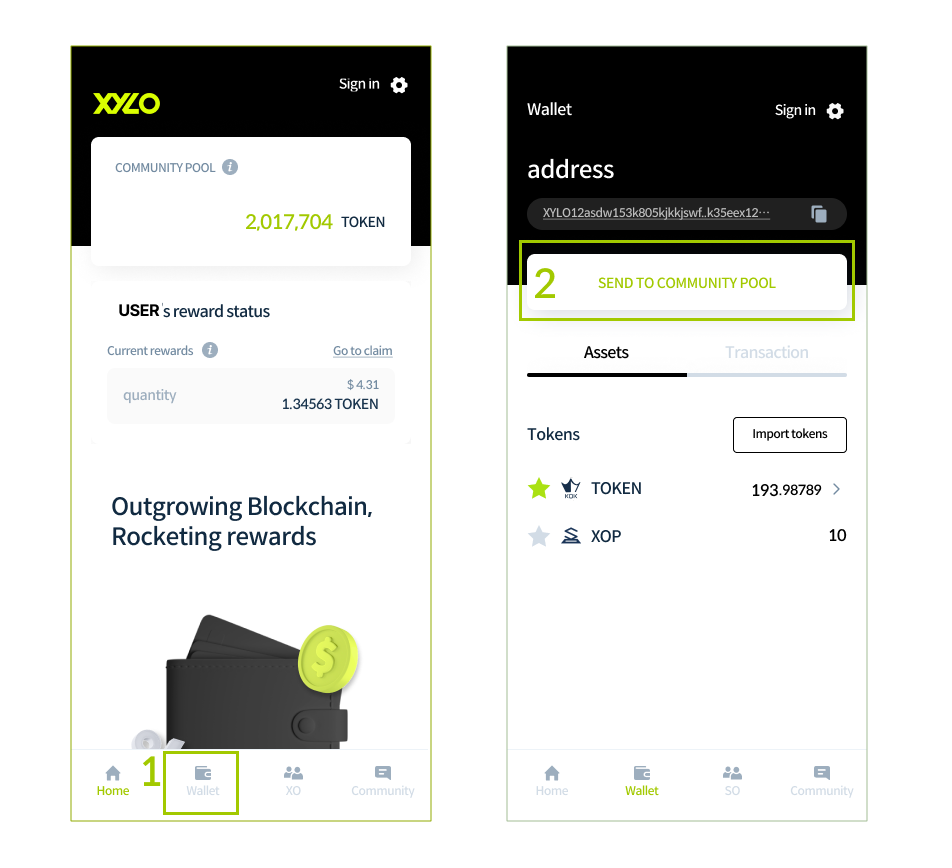 Sign in
XYLO
COMMUNITY POOL i
2,017,704 TOKEN
USER's reward status
Current rewards i Go to claim
$ 4.31
quantity
1.34563 TOKEN
Outgrowing Blockchain,
Rocketing rewards
$
1
Home Wallet XO Community
Wallet Sign in
address
XYLO12asdw153k805kjkkjswf..k35eex12···
2 SEND TO COMMUNITY POOL
Assets Transaction
Tokens Import tokens
KOK TOKEN 193.98789
XOP 10
Home Wallet SO Community